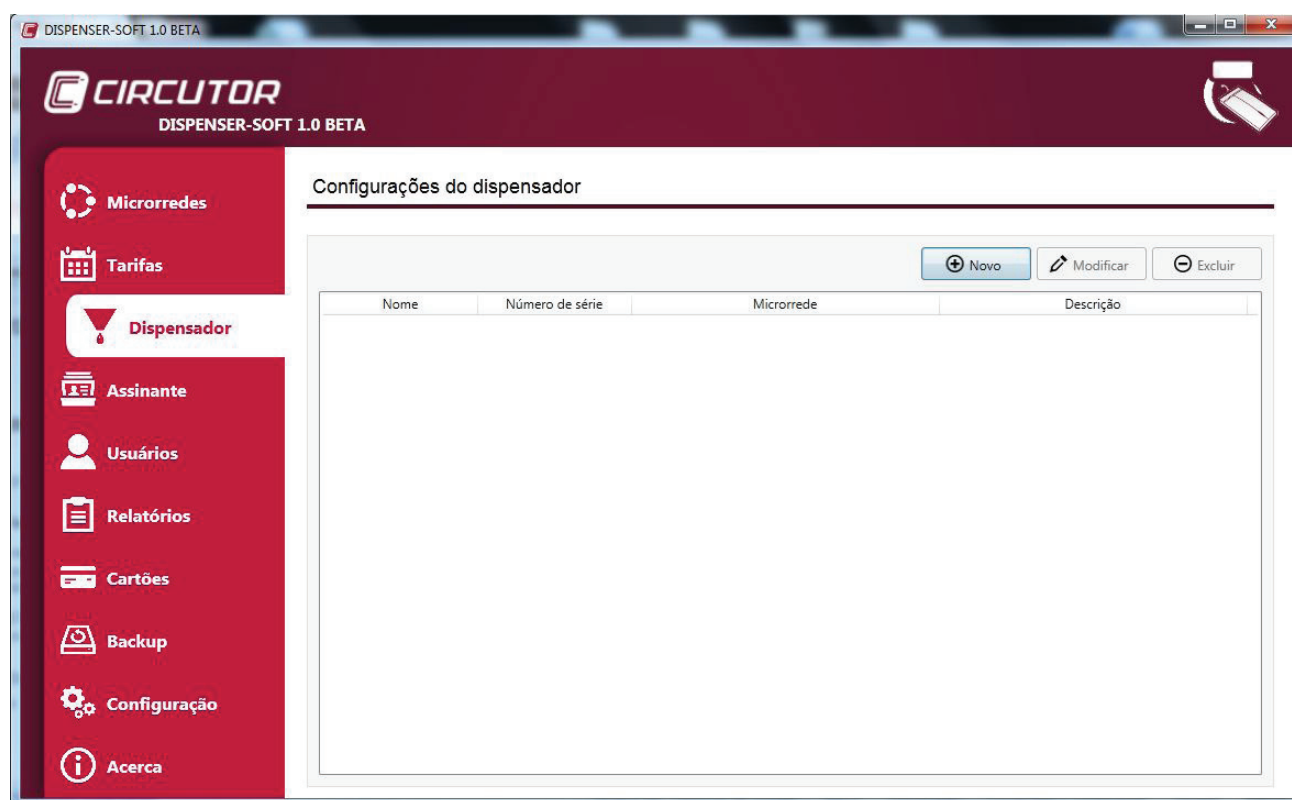 DISPENSER-SOFT 1.0 BETA
CIRCUTOR
DISPENSER-SOFT 1.0 BETA
Microrredes
Tarifas
Dispensador
Assinante
Usuários
Relatórios
Cartões
Backup
Configuração
Acerca
Configurações do dispensador
Novo Modificar Excluir
Nome Número de série Microrrede Descrição